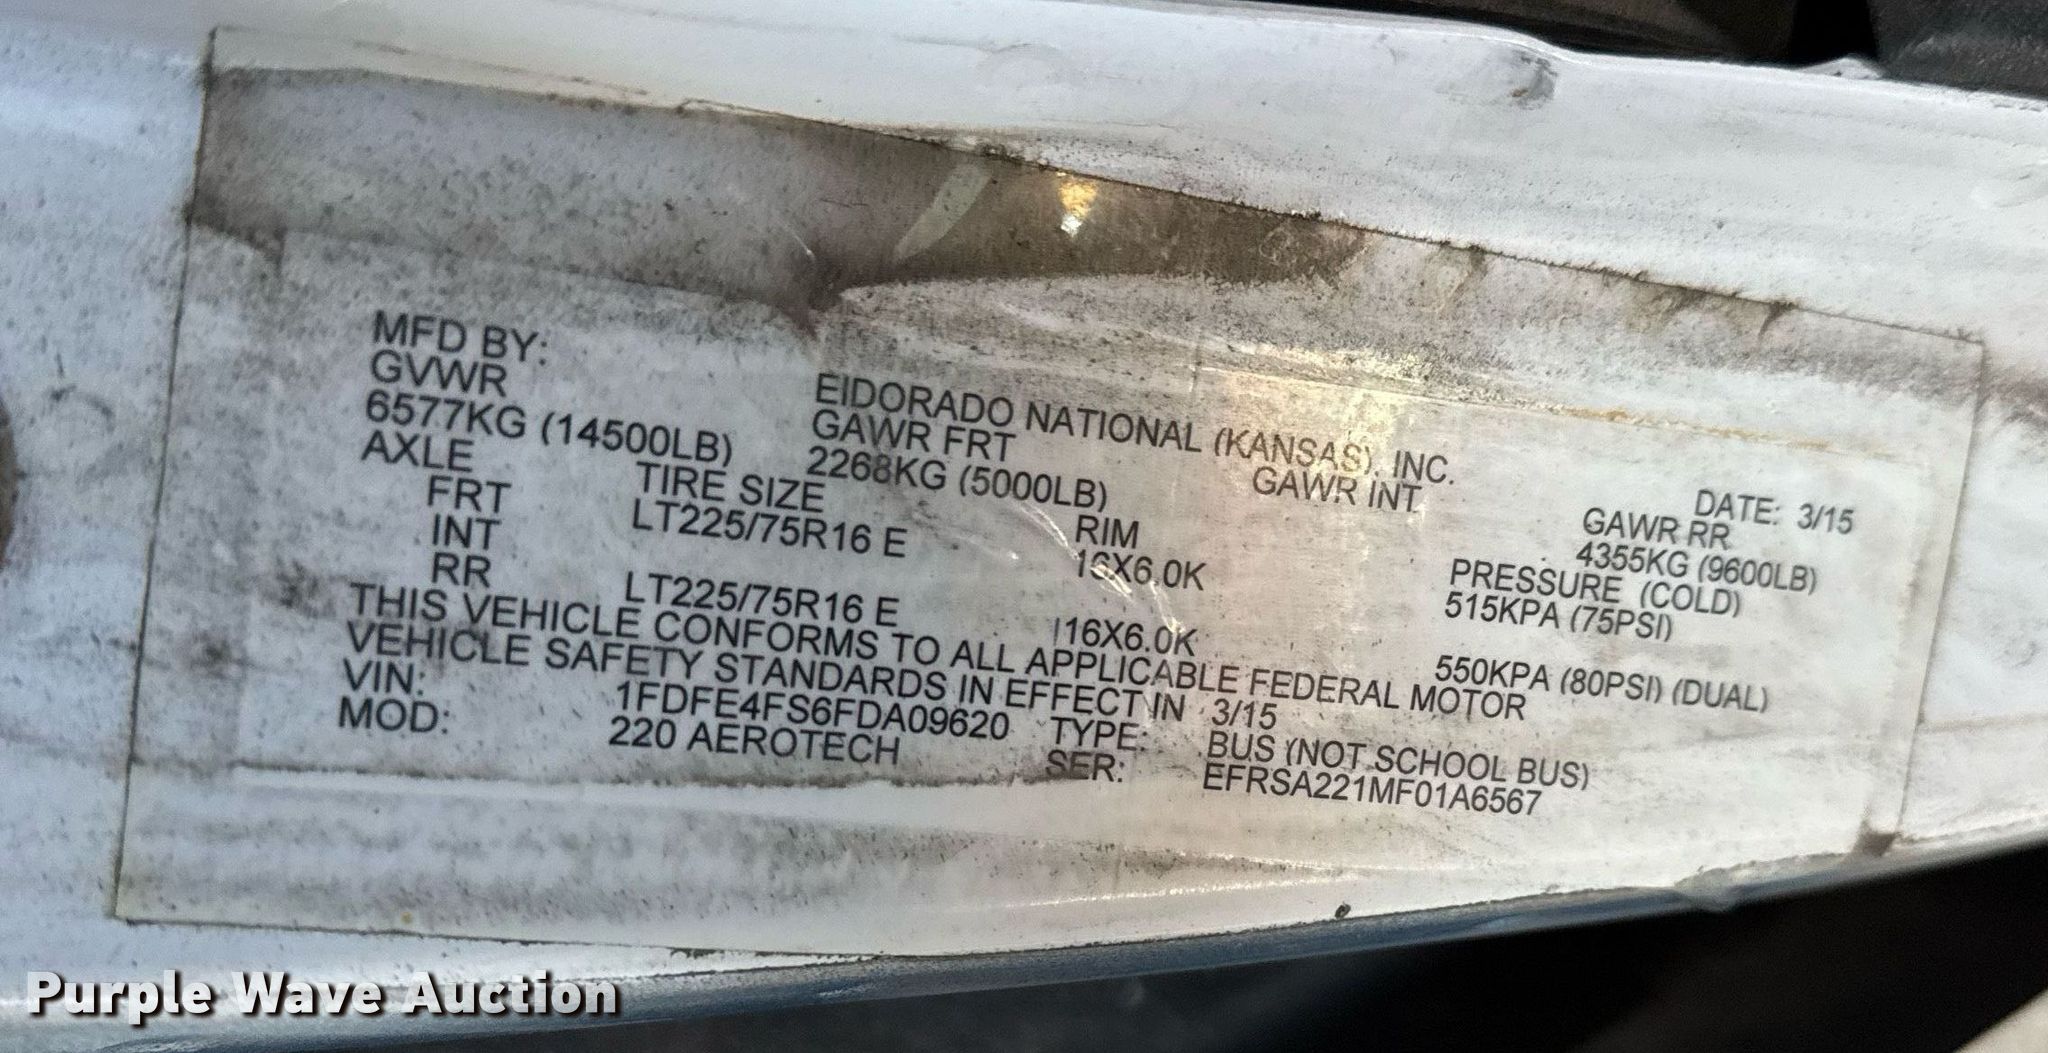 MFD BY: EIDORADO NATIONAL (KANSAS), INC. DATE: 3/15
GVWR GAWR FRT GAWR INT GAWR RR
6577KG (14500LB) 2268KG (5000LB) 4355KG (9600LB)
AXLE TIRE SIZE RIM PRESSURE (COLD)
FRT LT225/75R16 E 16X6.0K 515KPA (75PSI)
INT
RR LT225/75R16 E 16X6.0K 550KPA (80PSI) (DUAL)
THIS VEHICLE CONFORMS TO ALL APPLICABLE FEDERAL MOTOR
VEHICLE SAFETY STANDARDS IN EFFECT IN 3/15
VIN: 1FDFE4FS6FDA09620 TYPE: BUS (NOT SCHOOL BUS)
MOD: 220 AEROTECH SER: EFRSA221MF01A6567
Purple Wave Auction